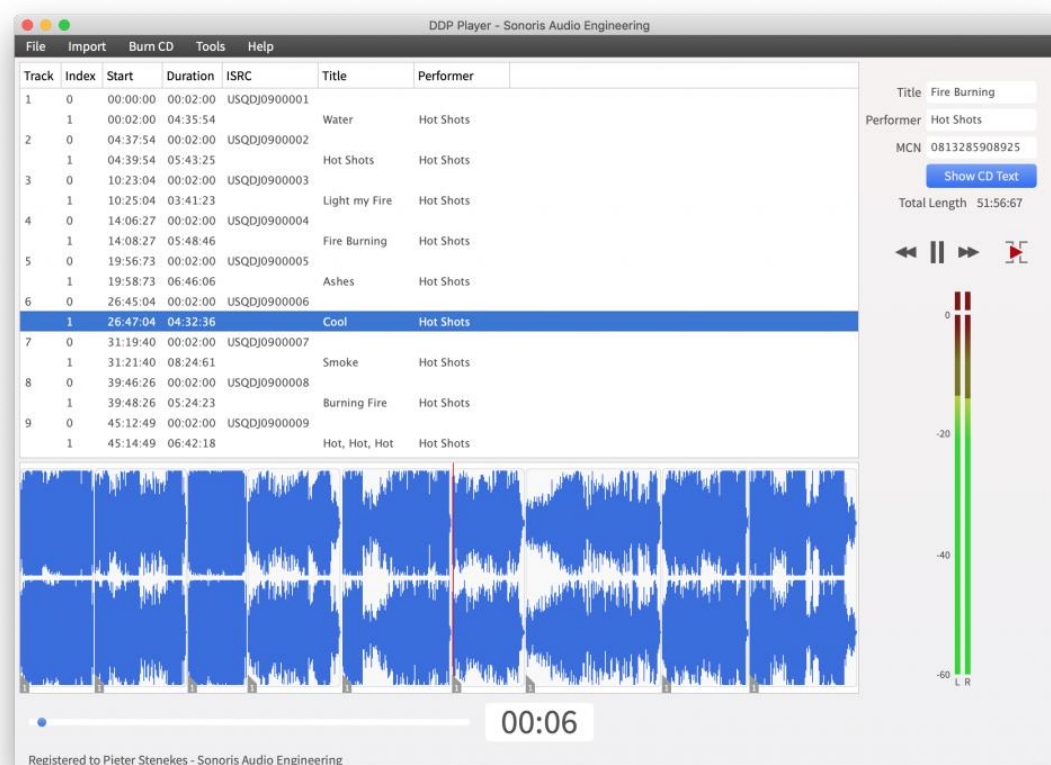 DDP Player - Sonoris Audio Engineering
File Import Burn CD Tools Help
Track Index Start Duration ISRC Title Performer
1 0 00:00:00 00:02:00 USQDJ0900001
1 00:02:00 04:35:54 Water Hot Shots
2 0 04:37:54 00:02:00 USQDJ0900002
1 04:39:54 05:43:25 Hot Shots Hot Shots
3 0 10:23:04 00:02:00 USQDJ0900003
1 10:25:04 03:41:23 Light my Fire Hot Shots
4 0 14:06:27 00:02:00 USQDJ0900004
1 14:08:27 05:48:46 Fire Burning Hot Shots
5 0 19:56:73 00:02:00 USQDJ0900005
1 19:58:73 06:46:06 Ashes Hot Shots
6 0 26:45:04 00:02:00 USQDJ0900006
1 26:47:04 04:32:36 Cool Hot Shots
7 0 31:19:40 00:02:00 USQDJ0900007
1 31:21:40 08:24:61 Smoke Hot Shots
8 0 39:46:26 00:02:00 USQDJ0900008
1 39:48:26 05:24:23 Burning Fire Hot Shots
9 0 45:12:49 00:02:00 USQDJ0900009
1 45:14:49 06:42:18 Hot, Hot, Hot Hot Shots
Title Fire Burning
Performer Hot Shots
MCN 0813285908925
Show CD Text
Total Length 51:56:67
0
-20
-40
-60
L R
1 1 1 1 1 1 1 1 1
00:06
Registered to Pieter Stenekes - Sonoris Audio Engineering